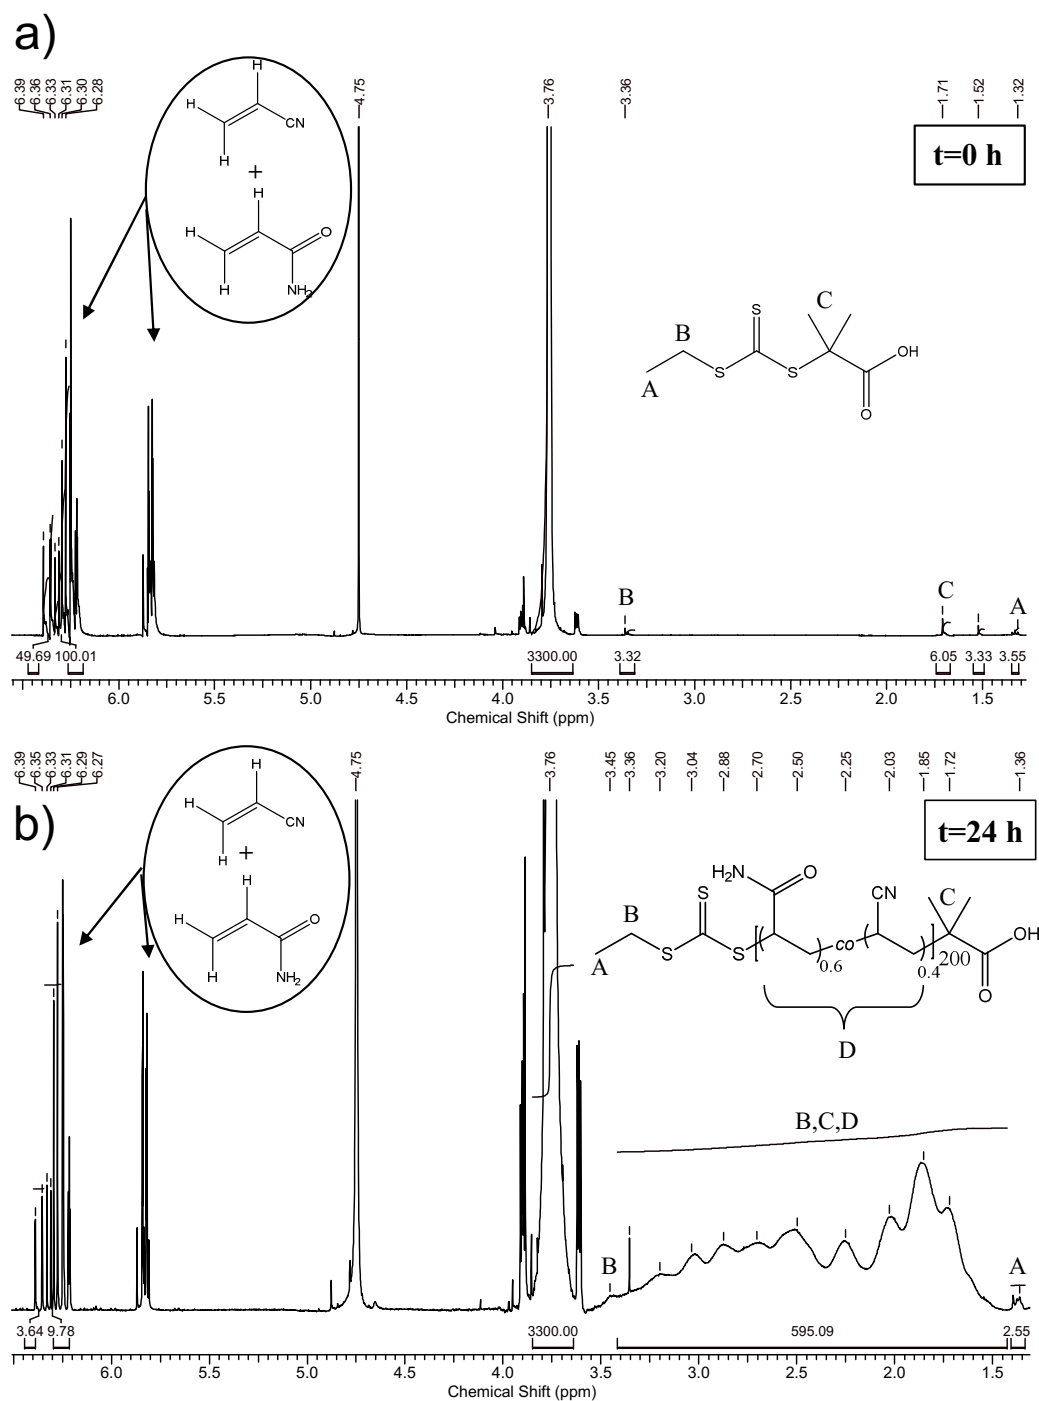 a)
6.39 6.36 6.33 6.31 6.30 6.28 4.75 3.76 3.36 1.71 1.52 1.32
t=0 h
H
H
CN
H
+
H
H
O
H
NH2
S
C
B
S
S
OH
A
O
B
C
A
49.69 100.01 3300.00 3.32 6.05 3.33 3.55
6.0 5.5 5.0 4.5 4.0 3.5 3.0 2.5 2.0 1.5
Chemical Shift (ppm)
6.39 6.35 6.33 6.31 6.29 6.27 4.75 3.76 3.45 3.36 3.20 3.04 2.88 2.70 2.50 2.25 2.03 1.85 1.72 1.36
b)
t=24 h
H
H
CN
H
+
H
H
O
H
NH2
H2N
O
S
CN
C
B
OH
S
S
[( )0.6 co ( )0.4]200
A
O
D
B,C,D
B
A
3.64 9.78 3300.00 595.09 2.55
6.0 5.5 5.0 4.5 4.0 3.5 3.0 2.5 2.0 1.5
Chemical Shift (ppm)